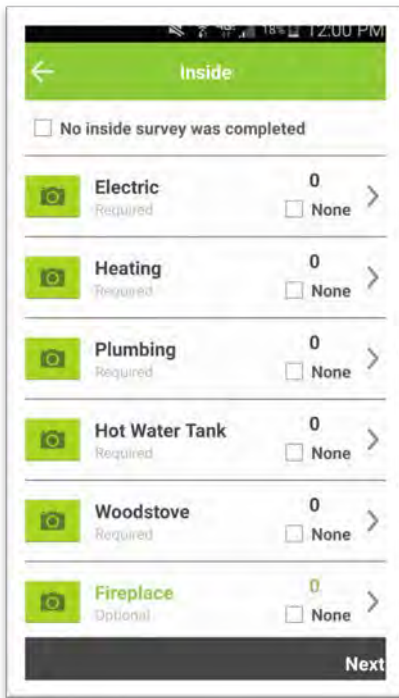 18% 12:00 PM
Inside
No inside survey was completed
Electric 0
Required None
Heating 0
Required None
Plumbing 0
Required None
Hot Water Tank 0
Required None
Woodstove 0
Required None
Fireplace 0
Optional None
Next